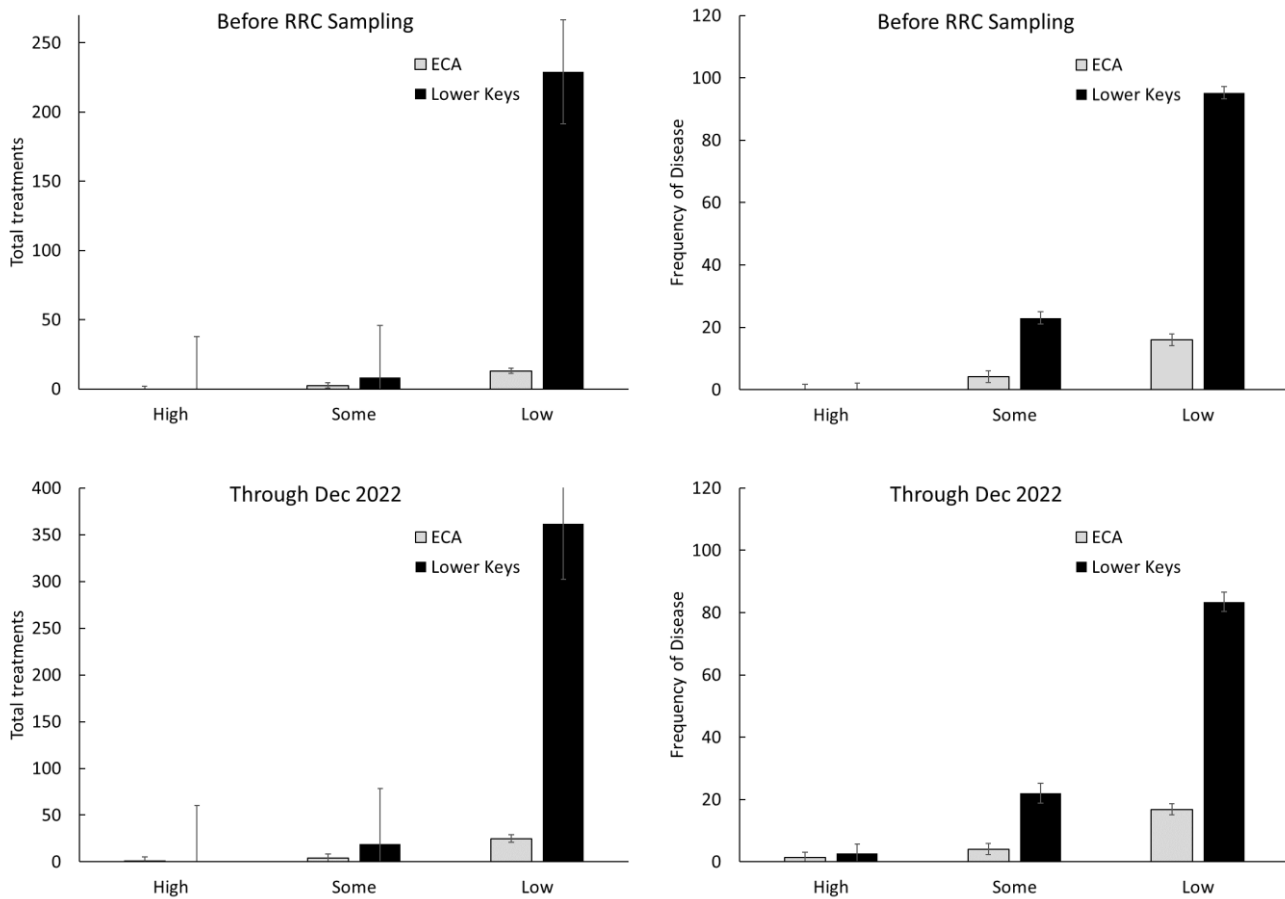 Before RRC Sampling
ECA
Lower Keys
Total treatments
250
200
150
100
50
0
High Some Low
Before RRC Sampling
ECA
Lower Keys
Frequency of Disease
120
100
80
60
40
20
0
High Some Low
Through Dec 2022
ECA
Lower Keys
Total treatments
400
350
300
250
200
150
100
50
0
High Some Low
Through Dec 2022
ECA
Lower Keys
Frequency of Disease
120
100
80
60
40
20
0
High Some Low